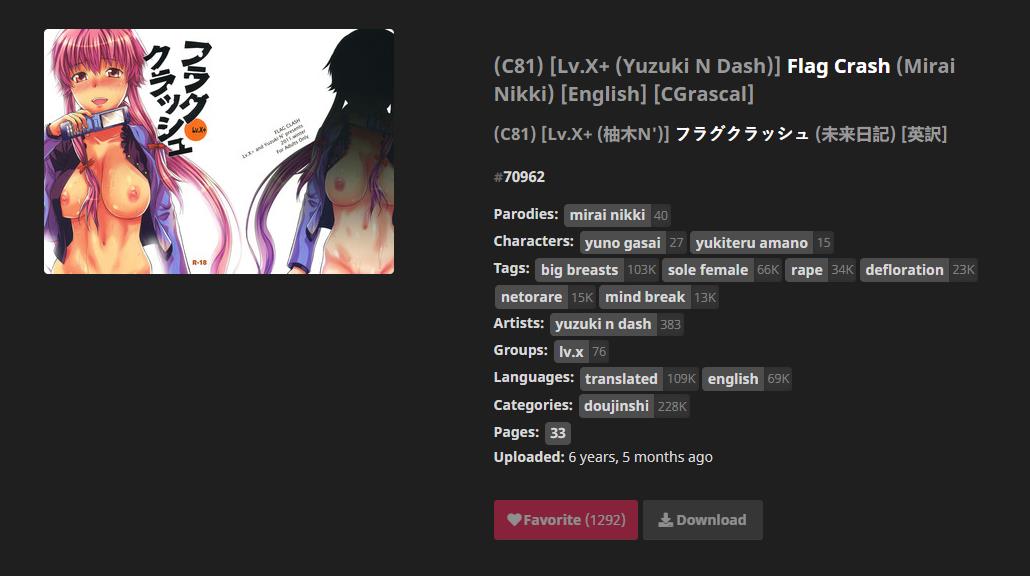 フラグ
クラッシュ
Lv.X+
FLAG CLASH
Lv.X+ and Yuzuki N' presents
2011 winter
For Adults Only
R-18
(C81) [Lv.X+ (Yuzuki N Dash)] Flag Crash (Mirai
Nikki) [English] [CGrascal]
(C81) [Lv.X+ (柚木N')] フラグクラッシュ (未来日記) [英訳]
#70962
Parodies: mirai nikki 40
Characters: yuno gasai 27 yukiteru amano 15
Tags: big breasts 103K sole female 66K rape 34K defloration 23K
netorare 15K mind break 13K
Artists: yuzuki n dash 383
Groups: lv.x 76
Languages: translated 109K english 69K
Categories: doujinshi 228K
Pages: 33
Uploaded: 6 years, 5 months ago
Favorite (1292) Download